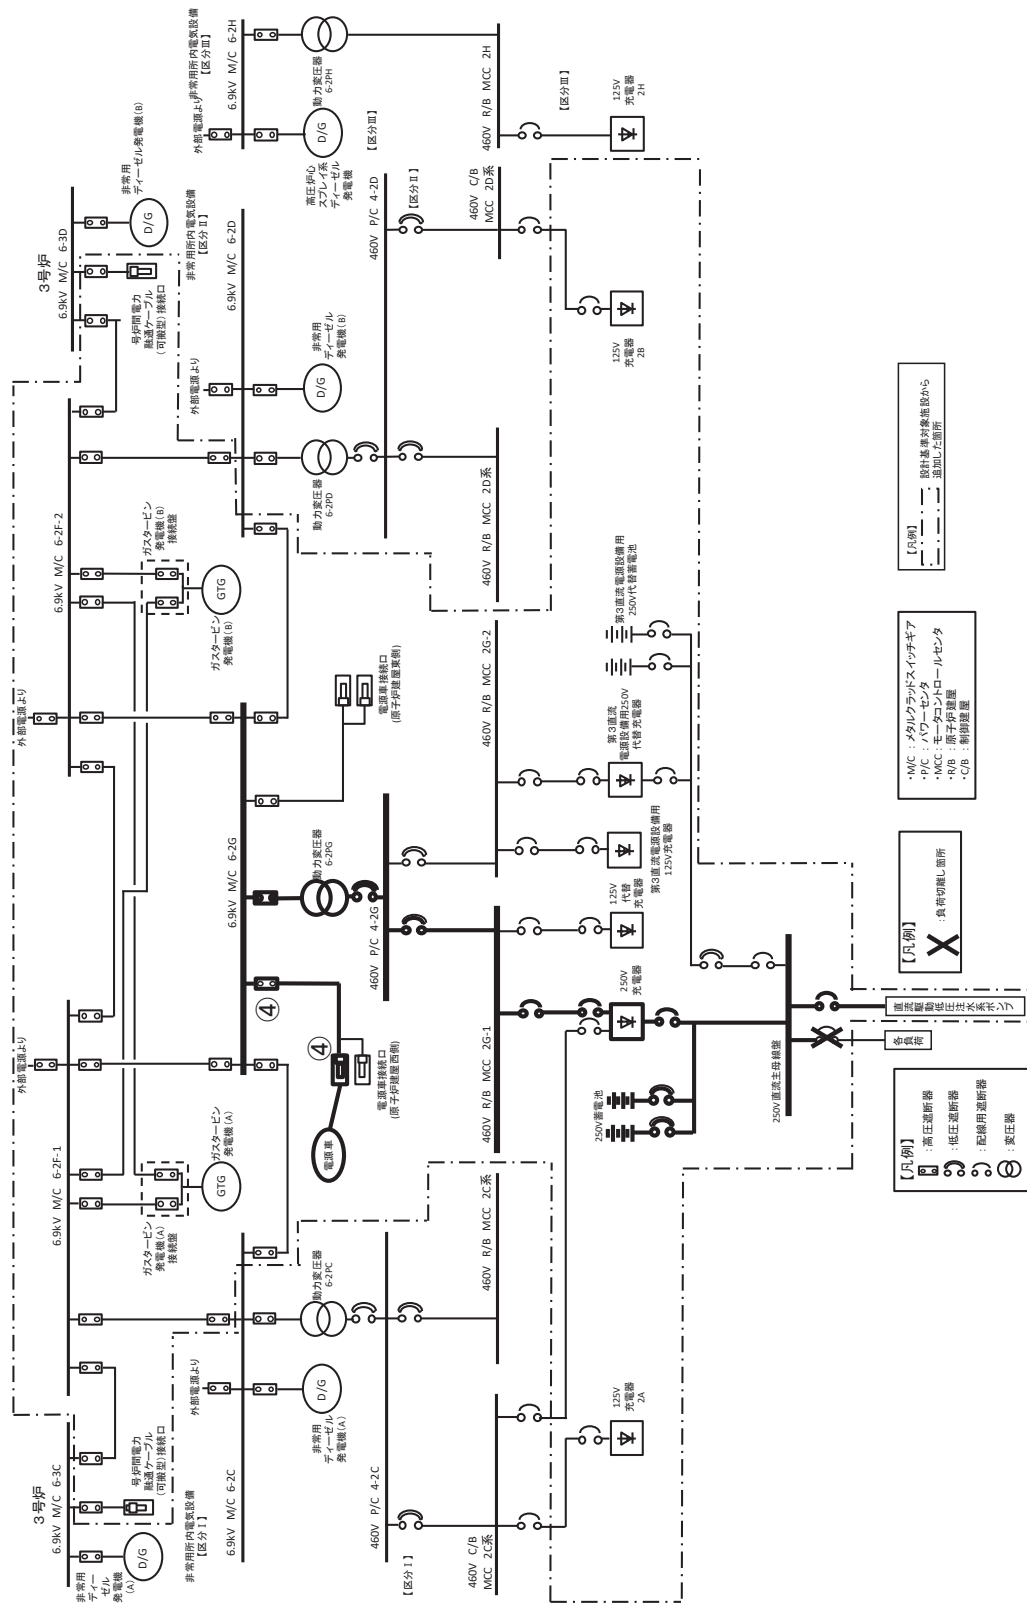 3号炉
6.9kV M/C 6-3C
非常用
ディー
ゼル
発電機
(A)
D/G
号炉間電力
融通ケーブル
(可搬型)接続口
外部電源より
6.9kV M/C 6-2F-1
ガスタービン
発電機(A)
接続盤
ガスタービン
発電機(A)
GTG
外部電源より
6.9kV M/C 6-2F-2
ガスタービン
発電機(B)
接続盤
ガスタービン
発電機(B)
GTG
3号炉
6.9kV M/C 6-3D
号炉間電力
融通ケーブル
(可搬型)接続口
非常用
ディーゼル発電機(B)
D/G
非常用所内電気設備
【区分Ⅰ】
6.9kV M/C 6-2C
外部電源より
D/G
非常用
ディーゼル
発電機(A)
動力変圧器
6-2PC
6.9kV M/C 6-2G
④
④
電源車
電源車接続口
(原子炉建屋西側)
動力変圧器
6-2PG
電源車接続口
(原子炉建屋東側)
非常用所内電気設備
【区分Ⅱ】
6.9kV M/C 6-2D
外部電源より
動力変圧器
6-2PD
D/G
非常用
ディーゼル
発電機(B)
非常用所内電気設備
【区分Ⅲ】
6.9kV M/C 6-2H
外部電源より
D/G
高圧炉心
スプレイ系
ディーゼル
発電機
動力変圧器
6-2PH
【区分Ⅲ】
460V P/C 4-2C
【区分Ⅰ】
460V P/C 4-2G
460V P/C 4-2D
【区分Ⅱ】
460V C/B
MCC 2C系
460V R/B MCC 2C系
460V R/B MCC 2G-1
460V R/B MCC 2G-2
460V R/B MCC 2D系
460V C/B
MCC 2D系
460V R/B MCC 2H
【区分Ⅲ】
125V
充電器
2A
250V蓄電池
250V
充電器
125V
代替
充電器
第3直流電源設備用
125V充電器
第3直流
電源設備用250V
代替充電器
第3直流電源設備用
250V代替蓄電池
125V
充電器
2B
125V
充電器
2H
250V直流主母線盤
各負荷
直流駆動低圧注水系ポンプ
【凡例】
:高圧遮断器
:低圧遮断器
:配線用遮断器
:変圧器
【凡例】
:負荷切離し箇所
・M/C :メタルクラッドスイッチギア
・P/C :パワーセンタ
・MCC:モータコントロールセンタ
・R/B :原子炉建屋
・C/B :制御建屋
【凡例】
:設計基準対象施設から
追加した箇所